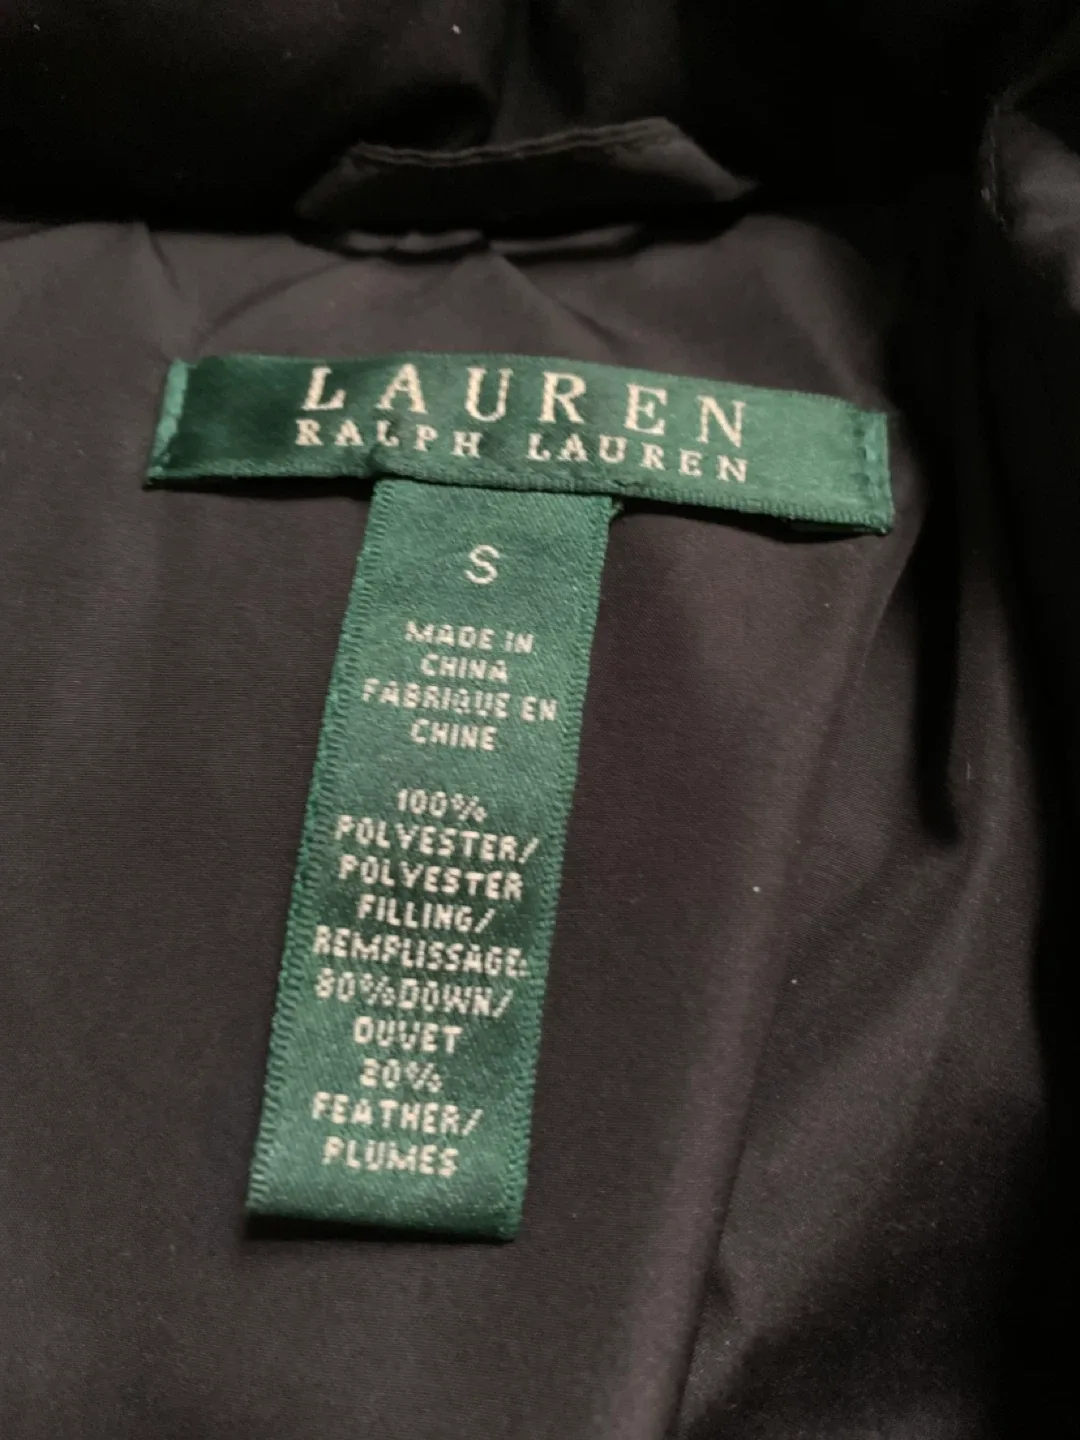 LAUREN
RALPH LAUREN
S
MADE IN
CHINA
FABRIQUE EN
CHINE
100%
POLYESTER/
POLYESTER
FILLING/
REMPLISSAGE:
80%DOWN/
DUVET
20%
FEATHER/
PLUMES